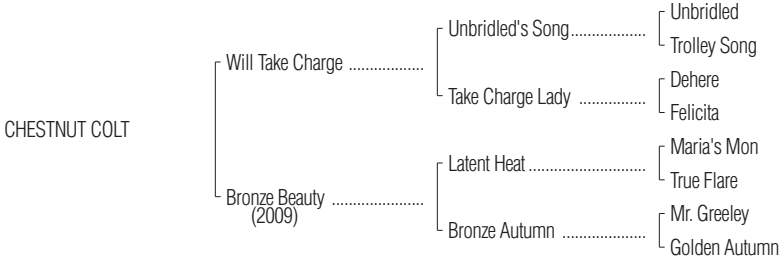 Unbridled
Unbridled's Song..................
Trolley Song
Will Take Charge ..................
Dehere
Take Charge Lady ................
Felicita
CHESTNUT COLT
Maria's Mon
Latent Heat............................
True Flare
Bronze Beauty ......................
(2009)
Mr. Greeley
Bronze Autumn ....................
Golden Autumn